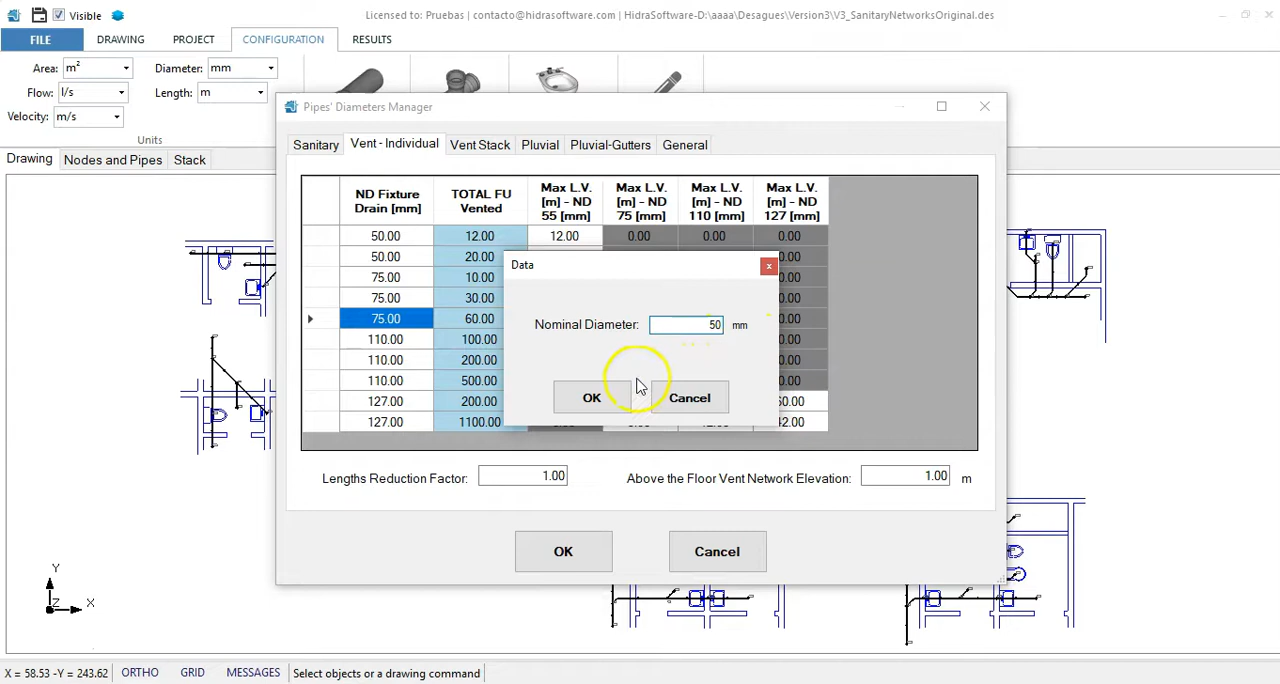 Visible
Licensed to: Pruebas | contacto@hidrasoftware.com | HidraSoftware-D:\aaaa\Desagues\Version3\V3_SanitaryNetworksOriginal.des
FILE DRAWING PROJECT CONFIGURATION RESULTS
Area: m² Diameter: mm
Flow: l/s Length: m
Velocity: m/s
Units
Drawing Nodes and Pipes Stack
Pipes' Diameters Manager
Sanitary Vent - Individual Vent Stack Pluvial Pluvial-Gutters General
ND Fixture Drain [mm] TOTAL FU Vented Max L.V. [m] - ND 55 [mm] Max L.V. [m] - ND 75 [mm] Max L.V. [m] - ND 110 [mm] Max L.V. [m] - ND 127 [mm]
50.00 12.00 12.00 0.00 0.00 0.00
50.00 20.00
75.00 10.00
75.00 30.00
75.00 60.00
110.00 100.00
110.00 200.00
110.00 500.00
127.00 200.00
127.00 1100.00
Data
Nominal Diameter: 50 mm
OK Cancel
Lengths Reduction Factor: 1.00 Above the Floor Vent Network Elevation: 1.00 m
OK Cancel
Y
Z X
X = 58.53 -Y = 243.62 ORTHO GRID MESSAGES Select objects or a drawing command